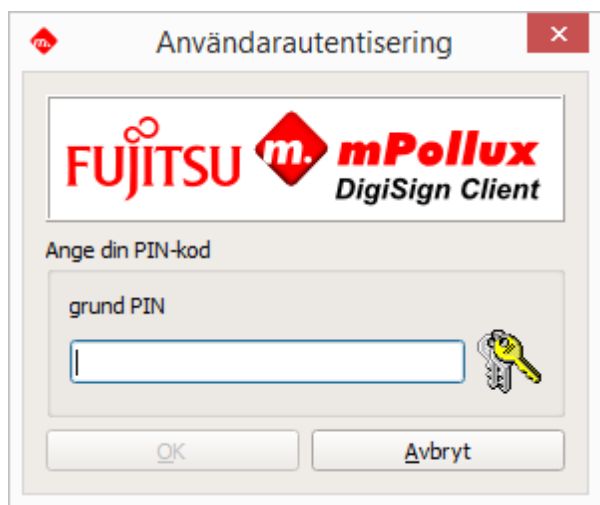 m.
Användarautentisering
FUJITSU m. mPollux
DigiSign Client
Ange din PIN-kod
grund PIN
OK
Avbryt